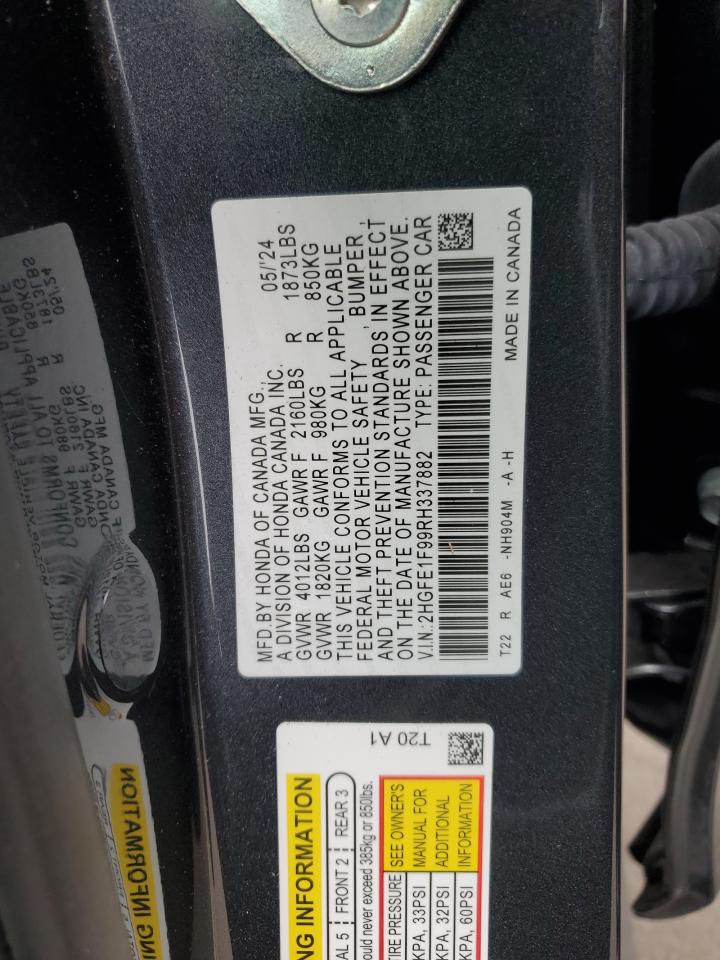 MFD.BY HONDA OF CANADA MFG.,
A DIVISION OF HONDA CANADA INC. 05/'24
GVWR 4012LBS GAWR F 2160LBS R 1873LBS
GVWR 1820KG GAWR F 980KG R 850KG
THIS VEHICLE CONFORMS TO ALL APPLICABLE
FEDERAL MOTOR VEHICLE SAFETY , BUMPER ,
AND THEFT PREVENTION STANDARDS IN EFFECT
ON THE DATE OF MANUFACTURE SHOWN ABOVE.
V.I.N.:2HGFE1F99RH337882 TYPE: PASSENGER CAR
T22 R AE6 -NH904M -A -H MADE IN CANADA
T20 A1
NG INFORMATION
AL 5 FRONT 2 REAR 3
ould never exceed 385kg or 850lbs.
TIRE PRESSURE SEE OWNER'S
KPA, 33PSI MANUAL FOR
KPA, 32PSI ADDITIONAL
KPA, 60PSI INFORMATION